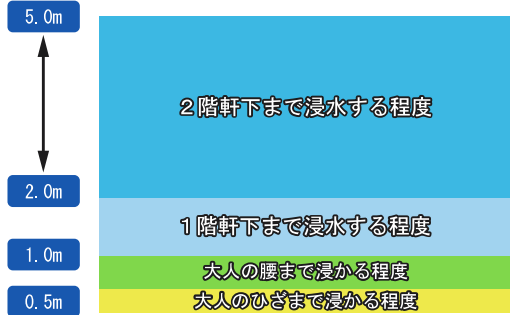 5.0m
2階軒下まで浸水する程度
2.0m
1階軒下まで浸水する程度
1.0m
大人の腰まで浸かる程度
0.5m
大人のひざまで浸かる程度